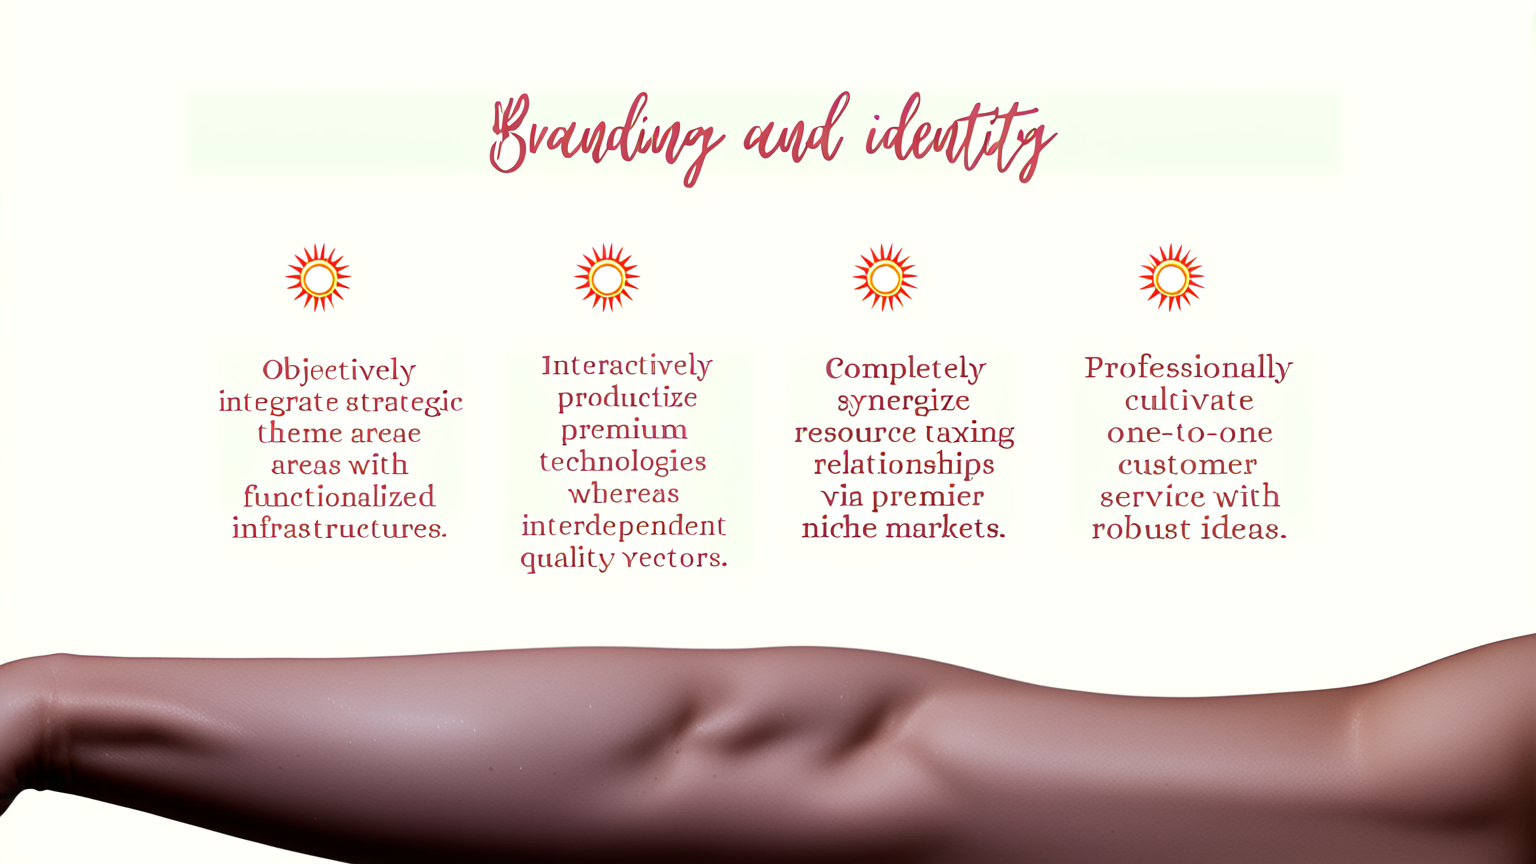 Branding and identity
Objectively
integrate strategic
theme areae
areas with
functionalized
infrastructures.
Interactively
productize
premium
technologies
whereas
interdependent
quality vectors.
Completely
synergize
resource taxing
relationships
via premier
niche markets.
Professionally
cultivate
one-to-one
customer
service with
robust ideas.